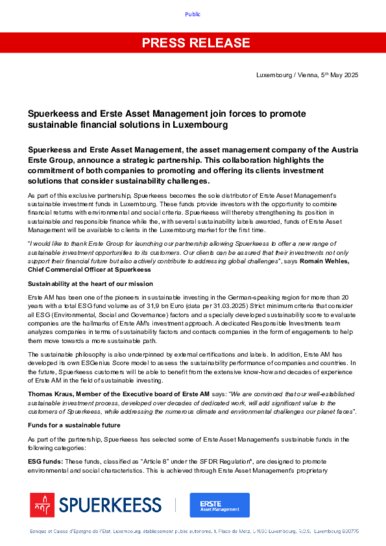 Public
PRESS RELEASE
Luxembourg / Vienna, 5th May 2025
Spuerkeess and Erste Asset Management join forces to promote
sustainable financial solutions in Luxembourg
Spuerkeess and Erste Asset Management, the asset management company of the Austria
Erste Group, announce a strategic partnership. This collaboration highlights the
commitment of both companies to promoting and offering its clients investment
solutions that consider sustainability challenges.
As part of this exclusive partnership, Spuerkeess becomes the sole distributor of Erste Asset Management's
sustainable investment funds in Luxembourg. These funds provide investors with the opportunity to combine
financial returns with environmental and social criteria. Spuerkeess will thereby strengthening its position in
sustainable and responsible finance while the, with several sustainability labels awarded, funds of Erste Asset
Management will be available to clients in the Luxembourg market for the first time.
"I would like to thank Erste Group for launching our partnership allowing Spuerkeess to offer a new range of
sustainable investment opportunities to its customers. Our clients can be assured that their investments not only
support their financial future but also actively contribute to addressing global challenges", says Romain Wehles,
Chief Commercial Officer at Spuerkeess
Sustainability at the heart of our mission
Erste AM has been one of the pioneers in sustainable investing in the German-speaking region for more than 20
years with a total ESG fund volume as of 31,9 bn Euro (data per 31.03.2025) Strict minimum criteria that consider
all ESG (Environmental, Social and Governance) factors and a specially developed sustainability score to evaluate
companies are the hallmarks of Erste AM's investment approach. A dedicated Responsible Investments team
analyzes companies in terms of sustainability factors and contacts companies in the form of engagements to help
them move towards a more sustainable path.
The sustainable philosophy is also underpinned by external certifications and labels. In addition, Erste AM has
developed its own ESGenius Score model to assess the sustainability performance of companies and countries. In
the future, Spuerkeess customers will be able to benefit from the extensive know-how and decades of experience
of Erste AM in the field of sustainable investing.
Thomas Kraus, Member of the Executive board of Erste AM says: "We are convinced that our well-established
sustainable investment process, developed over decades of dedicated work, will add significant value to the
customers of Spuerkeess, while addressing the numerous climate and environmental challenges our planet faces".
Funds for a sustainable future
As part of the partnership, Spuerkeess has selected some of Erste Asset Management's sustainable funds in the
following categories:
ESG funds: These funds, classified as "Article 8" under the SFDR Regulation", are designed to promote
environmental and social characteristics. This is achieved through Erste Asset Management's proprietary
SPUERKEESS
ERSTE
Asset Management
Banque et Caisse d'Epargne de l'Etat, Luxembourg, établissement public autonome, 1, Place de Metz, L-1930 Luxembourg, R.C.S. Luxembourg B30775